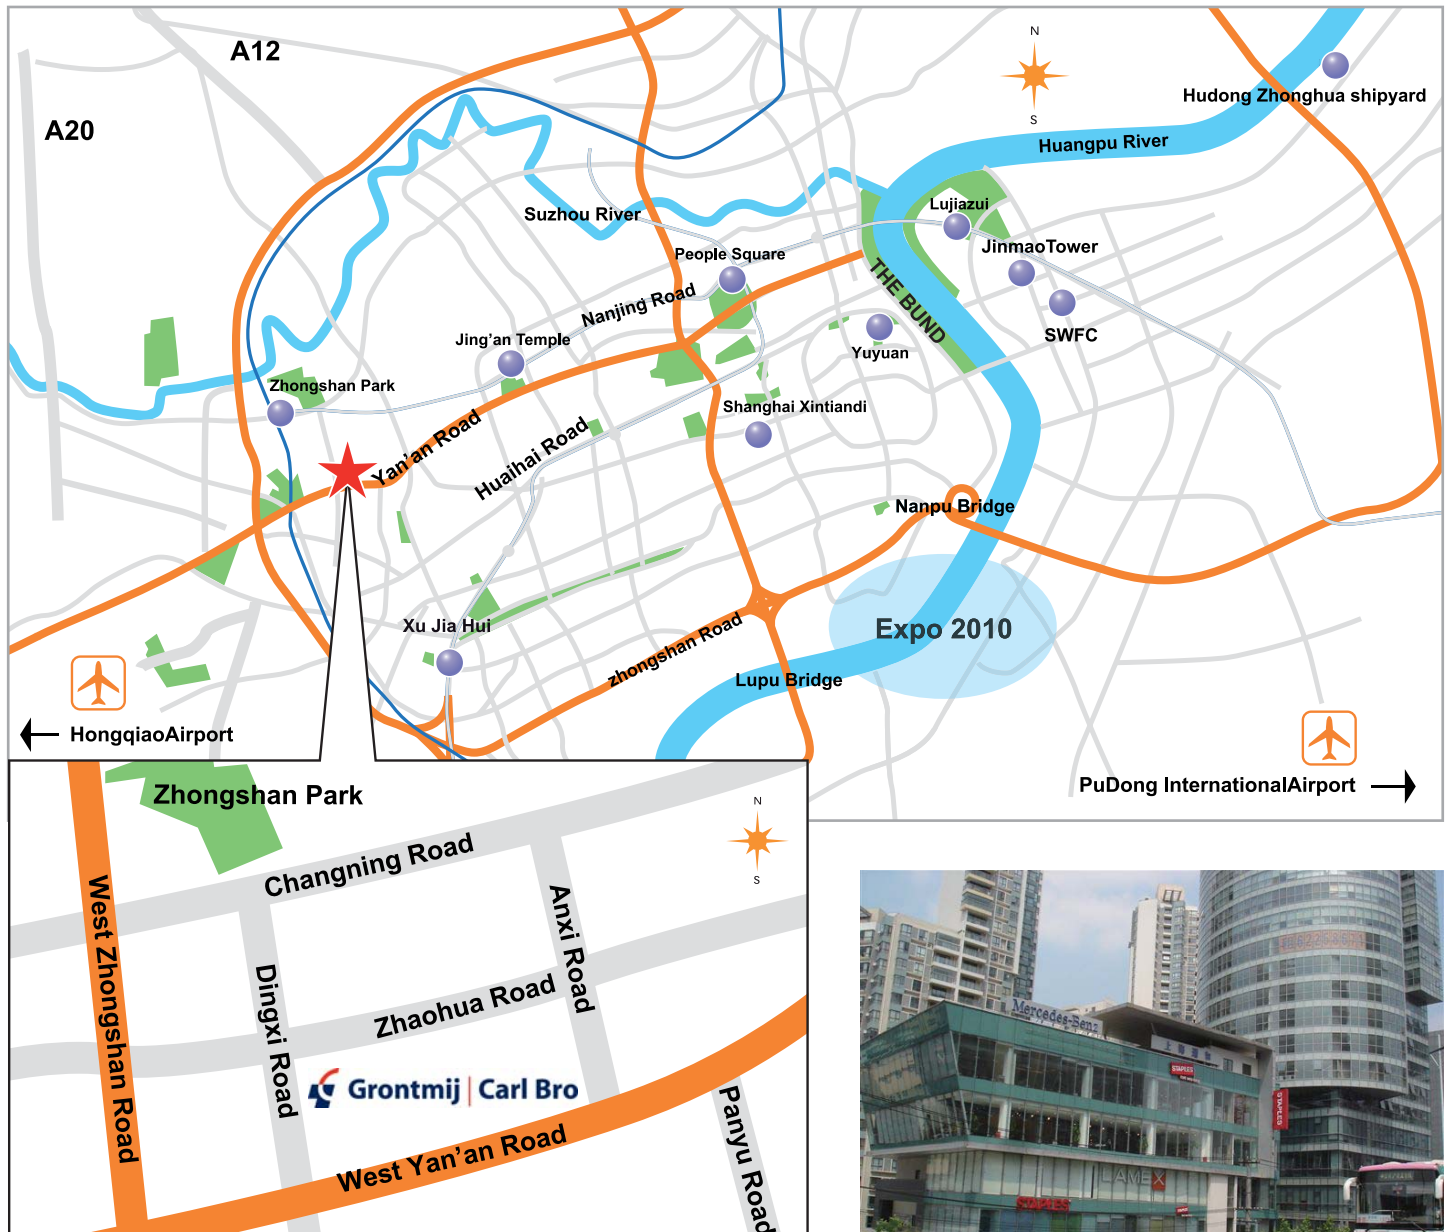 A12
A20
N
S
Hudong Zhonghua shipyard
Huangpu River
Suzhou River
Lujiazui
JinmaoTower
People Square
THE BUND
Nanjing Road
SWFC
Jing'an Temple
Yuyuan
Zhongshan Park
Shanghai Xintiandi
Yan'an Road
Huaihai Road
Nanpu Bridge
Expo 2010
Xu Jia Hui
zhongshan Road
Lupu Bridge
HongqiaoAirport
PuDong InternationalAirport
Zhongshan Park
N
S
Changning Road
West Zhongshan Road
Anxi Road
Dingxi Road
Zhaohua Road
Grontmij | Carl Bro
West Yan'an Road
Panyu Road
Mercedes-Benz
STAPLES
STAPLES
LAMEX
STAPLES
STAPLES